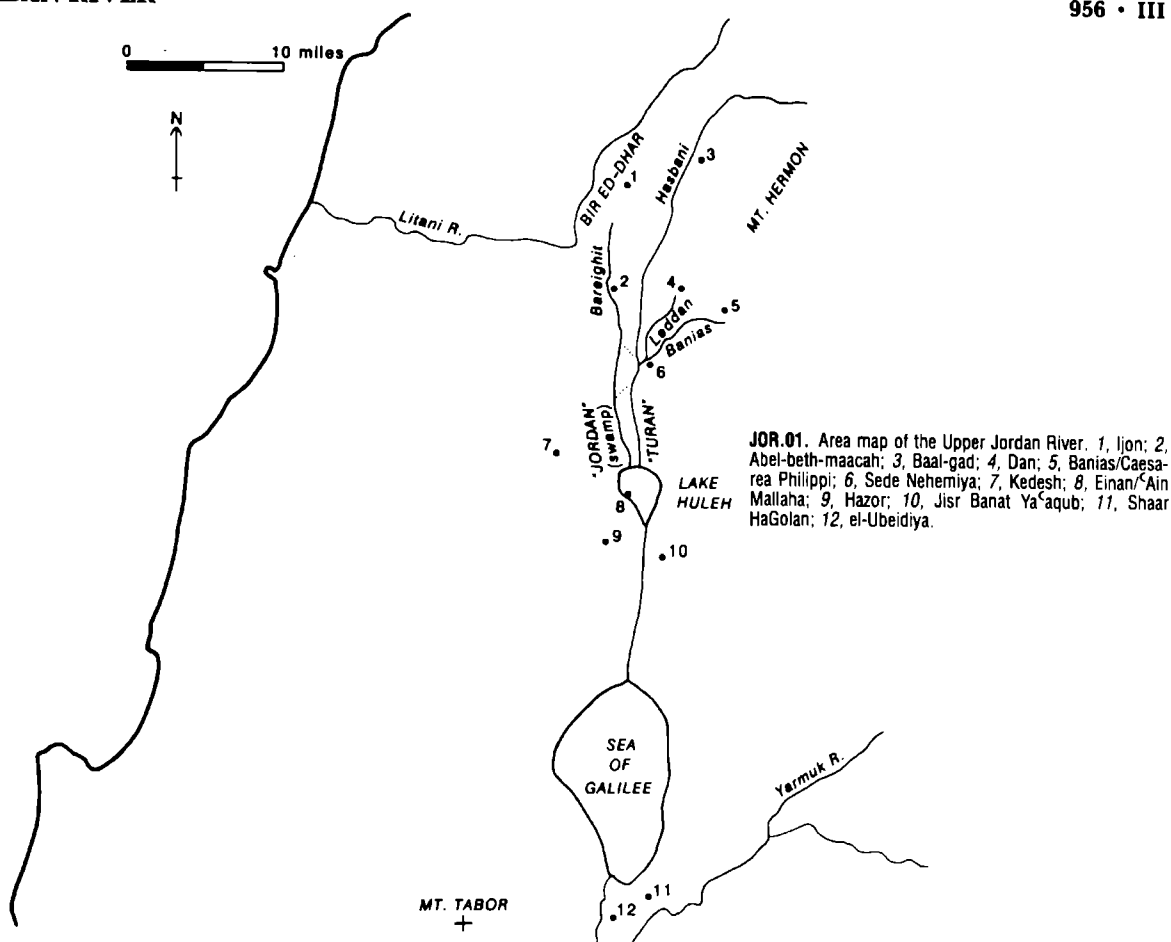 956 • III
0 10 miles
N
BIR ED-DHAR
1
Hasbani
3
MT. HERMON
Litani R.
Bareighit
2
4
Leddan
5
Banias
6
"JORDAN"
(swamp)
"TURAN"
7
LAKE
HULEH
8
9
10
JOR.01. Area map of the Upper Jordan River. 1, Ijon; 2,
Abel-beth-maacah; 3, Baal-gad; 4, Dan; 5, Banias/Caesa-
rea Philippi; 6, Sede Nehemiya; 7, Kedesh; 8, Einan/ʿAin
Mallaha; 9, Hazor; 10, Jisr Banat Yaʿaqub; 11, Shaar
HaGolan; 12, el-Ubeidiya.
SEA
OF
GALILEE
Yarmuk R.
11
12
MT. TABOR